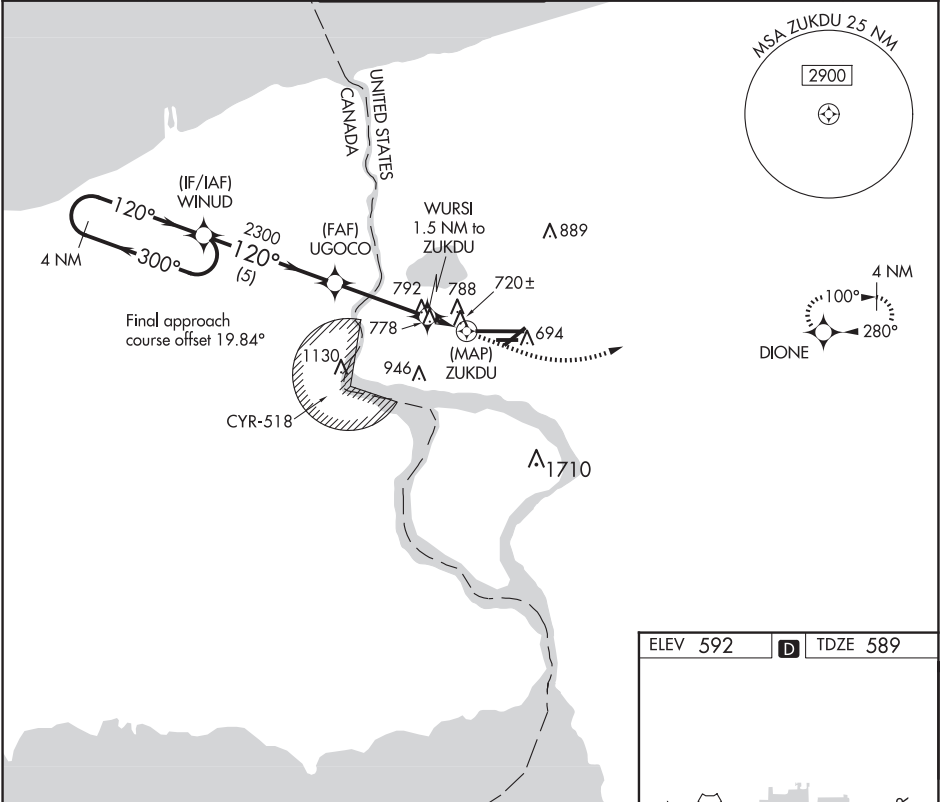 MSA ZUKDU 25 NM
2900
UNITED STATES
CANADA
(IF/IAF)
WINUD
120°
4 NM
300°
2300
120°
(5)
(FAF)
UGOCO
WURSI
1.5 NM to
ZUKDU
889
792
788
720±
778
694
(MAP)
ZUKDU
4 NM
100°
280°
DIONE
Final approach
course offset 19.84°
1130
946
CYR-518
1710
ELEV 592
D
TDZE 589